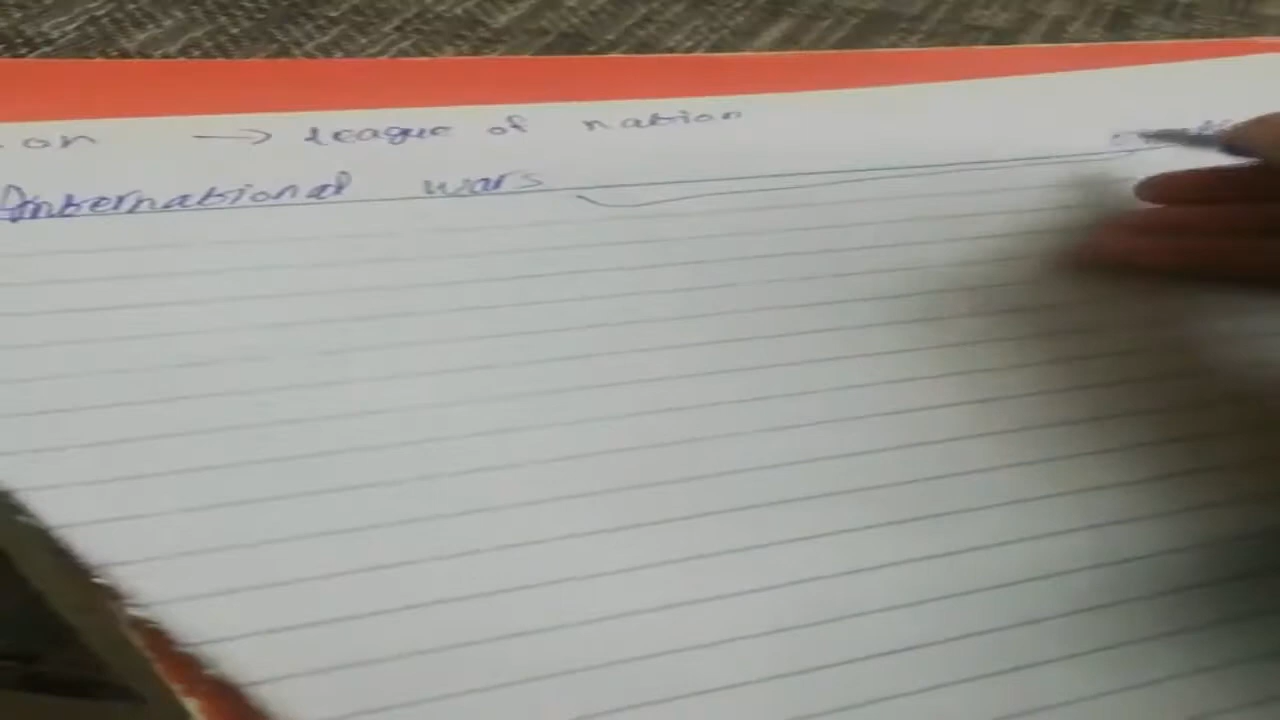 on → league of nation
International wars